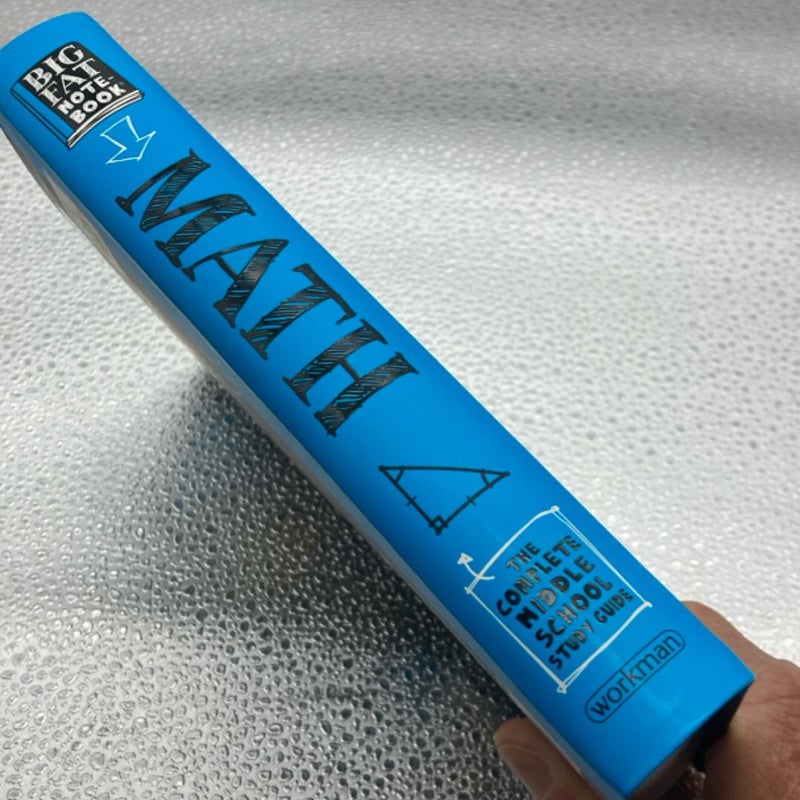 BIG
FAT
NOTE-
BOOK
MATH
THE
COMPLETE
MIDDLE
SCHOOL
STUDY GUIDE
workman